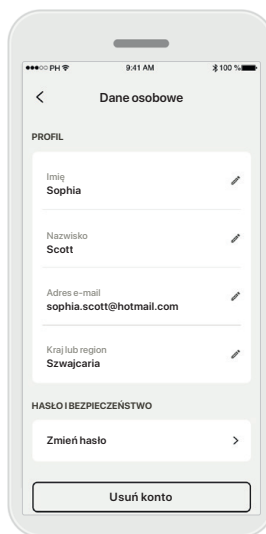 ●●●○○ PH 9:41 AM 100 %
Dane osobowe
PROFIL
Imię
Sophia
Nazwisko
Scott
Adres e-mail
sophia.scott@hotmail.com
Kraj lub region
Szwajcaria
HASŁO I BEZPIECZEŃSTWO
Zmień hasło
Usuń konto